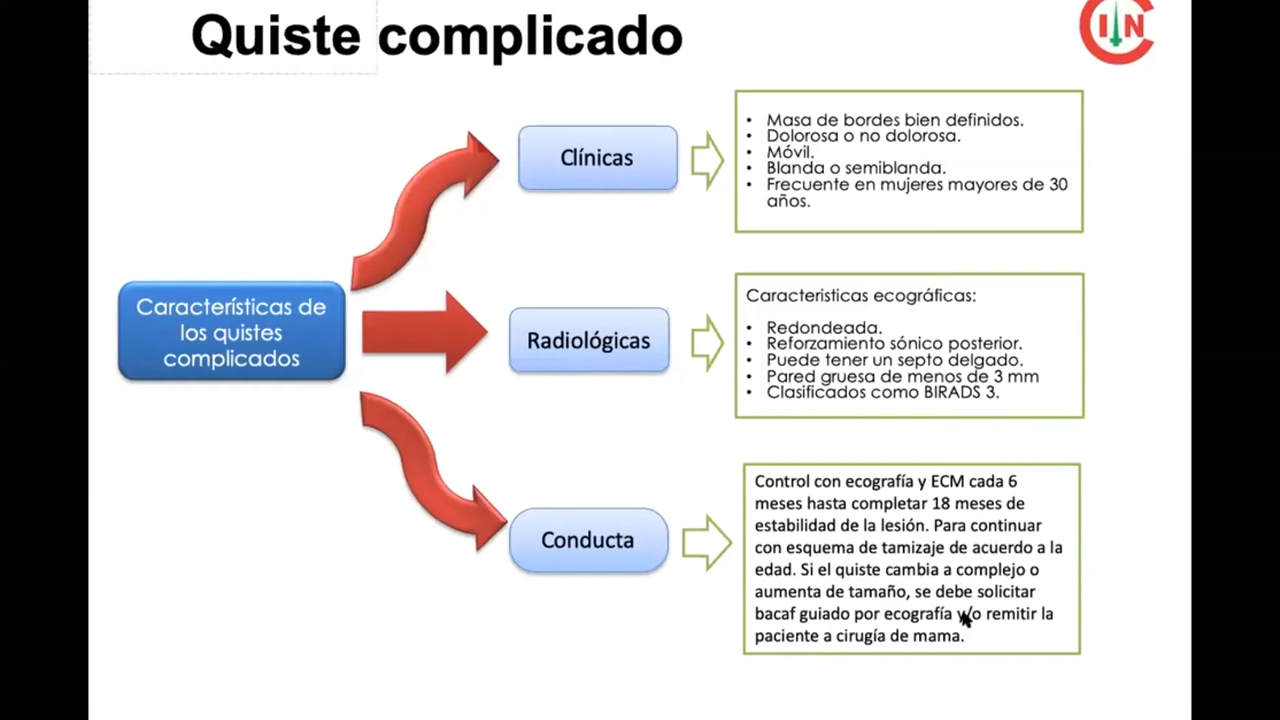 Quiste complicado
CIN
Características de
los quistes
complicados
Clínicas
• Masa de bordes bien definidos.
• Dolorosa o no dolorosa.
• Móvil.
• Blanda o semiblanda.
• Frecuente en mujeres mayores de 30
años.
Radiológicas
Caracteristicas ecográficas:
• Redondeada.
• Reforzamiento sónico posterior.
• Puede tener un septo delgado.
• Pared gruesa de menos de 3 mm
• Clasificados como BIRADS 3.
Conducta
Control con ecografía y ECM cada 6
meses hasta completar 18 meses de
estabilidad de la lesión. Para continuar
con esquema de tamizaje de acuerdo a la
edad. Si el quiste cambia a complejo o
aumenta de tamaño, se debe solicitar
bacaf guiado por ecografía y/o remitir la
paciente a cirugía de mama.